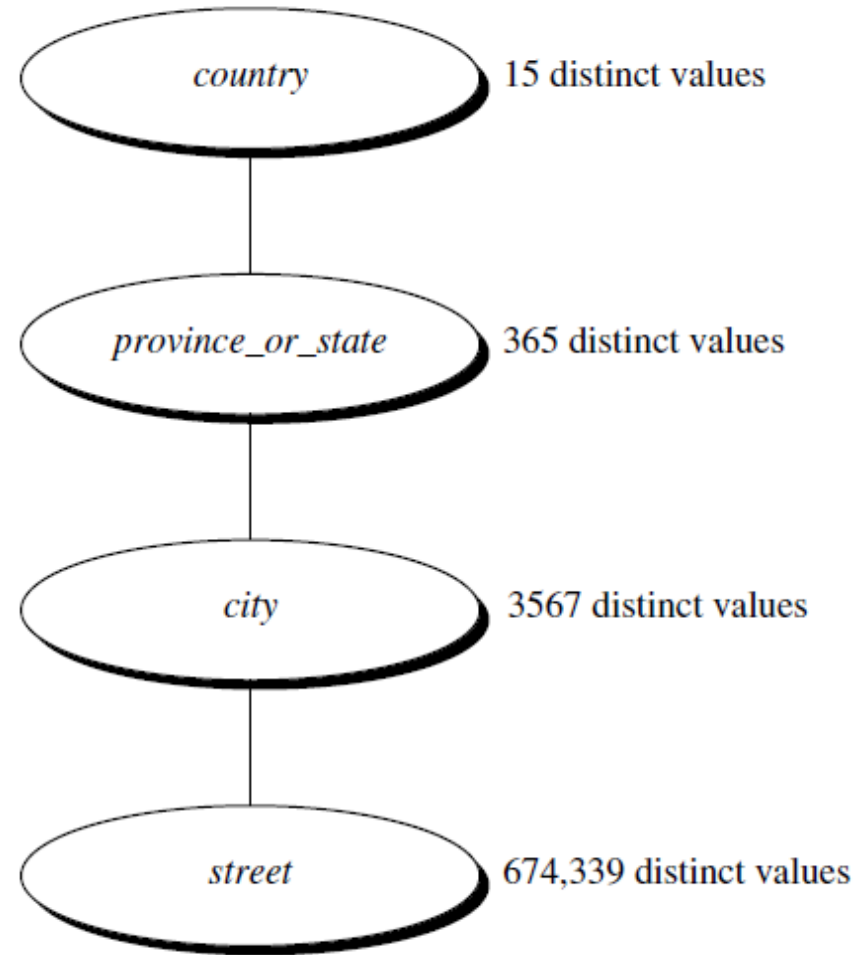 country 15 distinct values
province_or_state 365 distinct values
city 3567 distinct values
street 674,339 distinct values